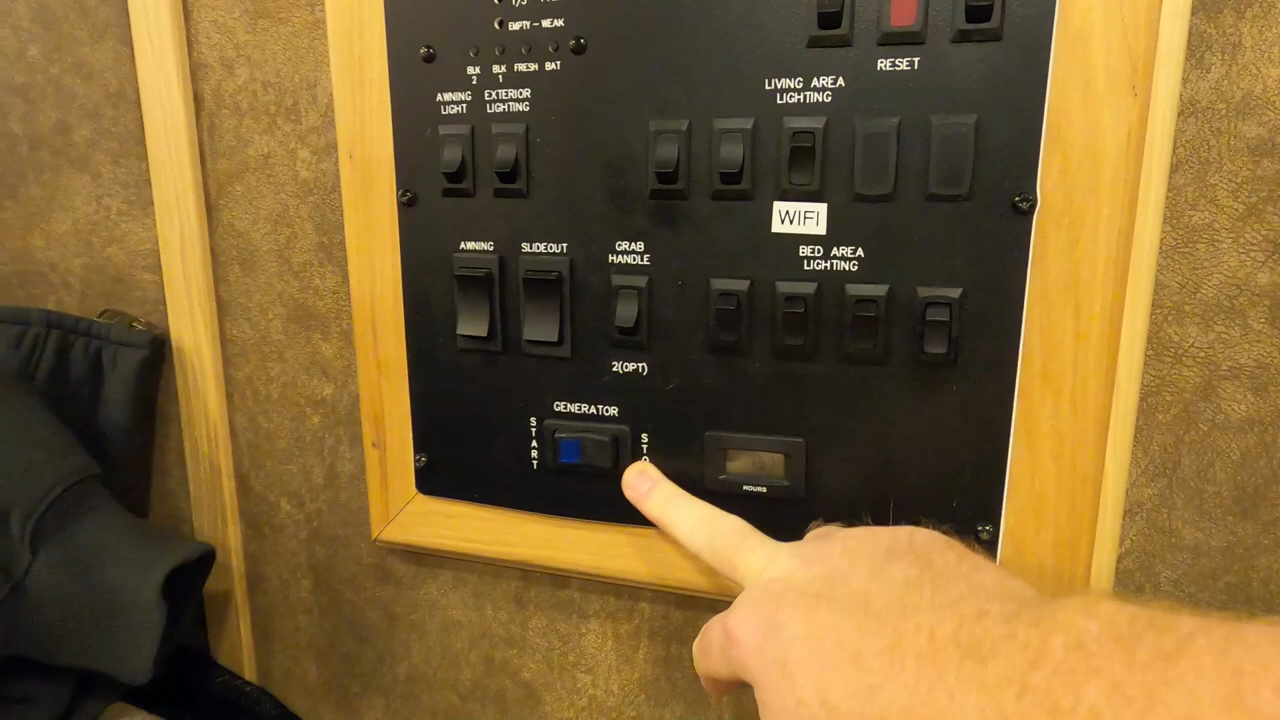 EMPTY - WEAK
BLK
2
BLK
1
FRESH
BAT
RESET
AWNING
LIGHT
EXTERIOR
LIGHTING
LIVING AREA
LIGHTING
WIFI
AWNING
SLIDEOUT
GRAB
HANDLE
BED AREA
LIGHTING
2(OPT)
GENERATOR
START
HOURS